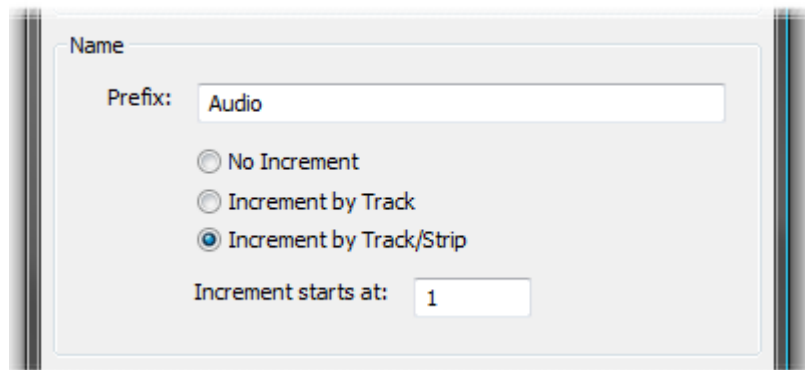 Name
Prefix: Audio
No Increment
Increment by Track
Increment by Track/Strip
Increment starts at: 1